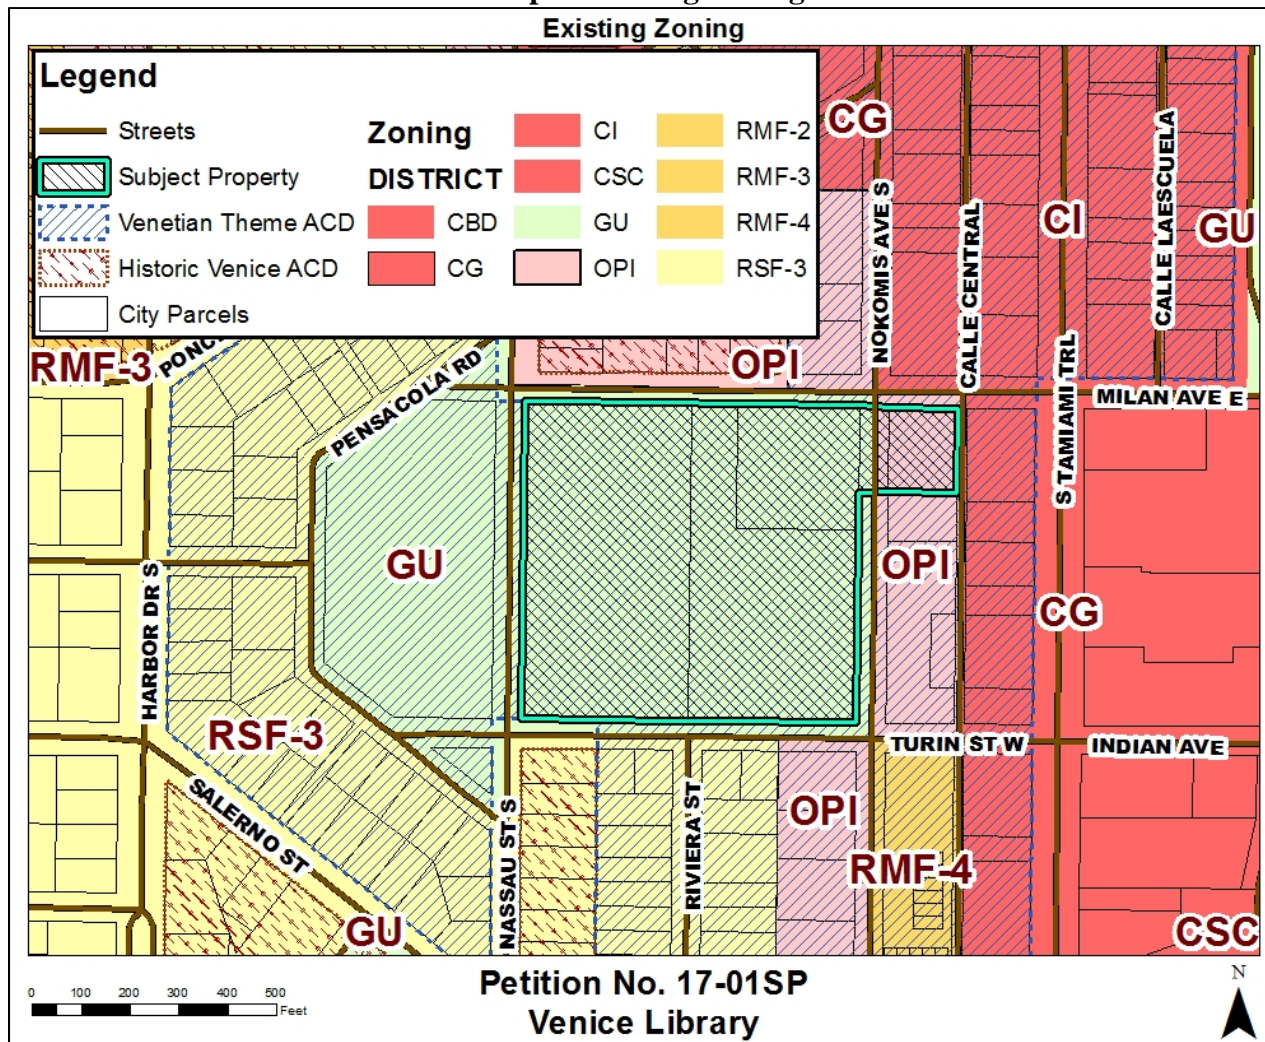 Existing Zoning
Legend
Streets
Subject Property
Venetian Theme ACD
Historic Venice ACD
City Parcels
Zoning
DISTRICT
CBD
CG
CI
CSC
GU
OPI
RMF-2
RMF-3
RMF-4
RSF-3
CG
CI
GU
NOKOMIS AVE S
CALLE CENTRAL
CALLE LAESCUELA
S TAMIAMI TRL
RMF-3
PENSACOLA RD
OPI
MILAN AVE E
GU
OPI
CG
HARBOR DR S
RSF-3
TURIN ST W
INDIAN AVE
SALERNO ST
NASSAU ST S
RIVIERA ST
OPI
RMF-4
GU
CSC
0 100 200 300 400 500
Feet
Petition No. 17-01SP
Venice Library
N